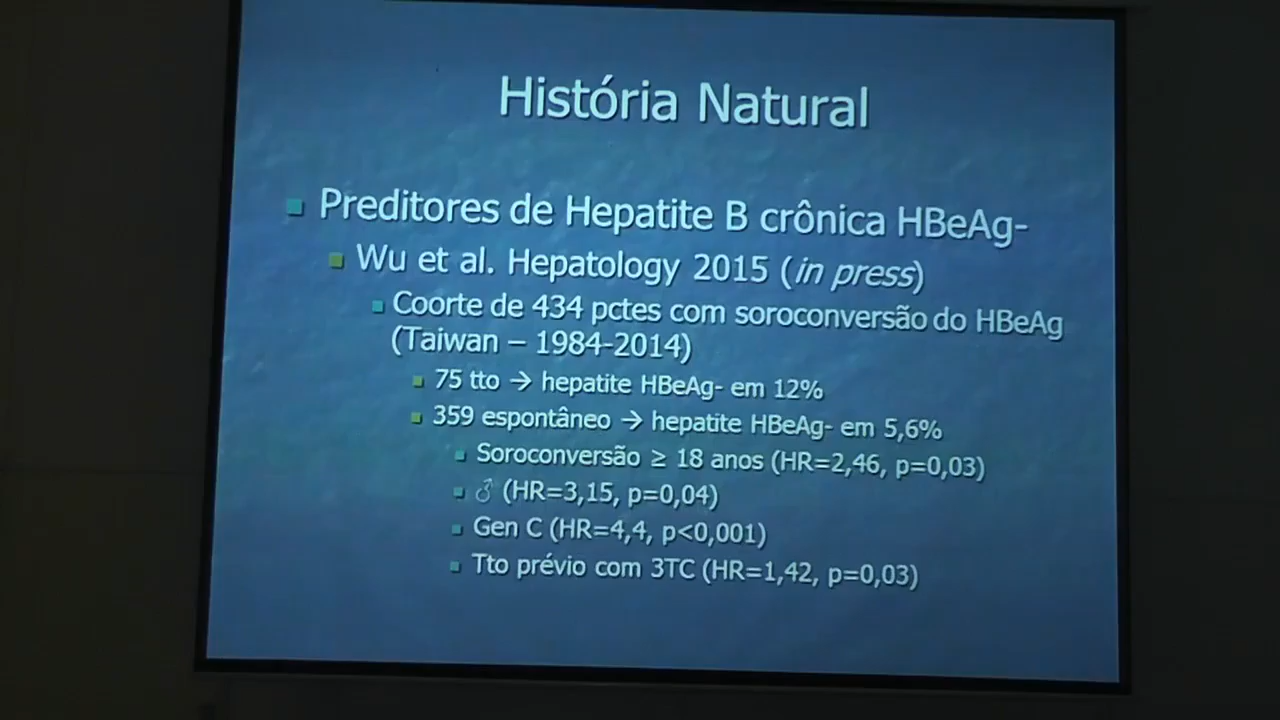 História Natural
Preditores de Hepatite B crônica HBeAg-
Wu et al. Hepatology 2015 (in press)
Coorte de 434 pctes com soroconversão do HBeAg
(Taiwan – 1984-2014)
75 tto → hepatite HBeAg- em 12%
359 espontâneo → hepatite HBeAg- em 5,6%
Soroconversão ≥ 18 anos (HR=2,46, p=0,03)
♂ (HR=3,15, p=0,04)
Gen C (HR=4,4, p<0,001)
Tto prévio com 3TC (HR=1,42, p=0,03)